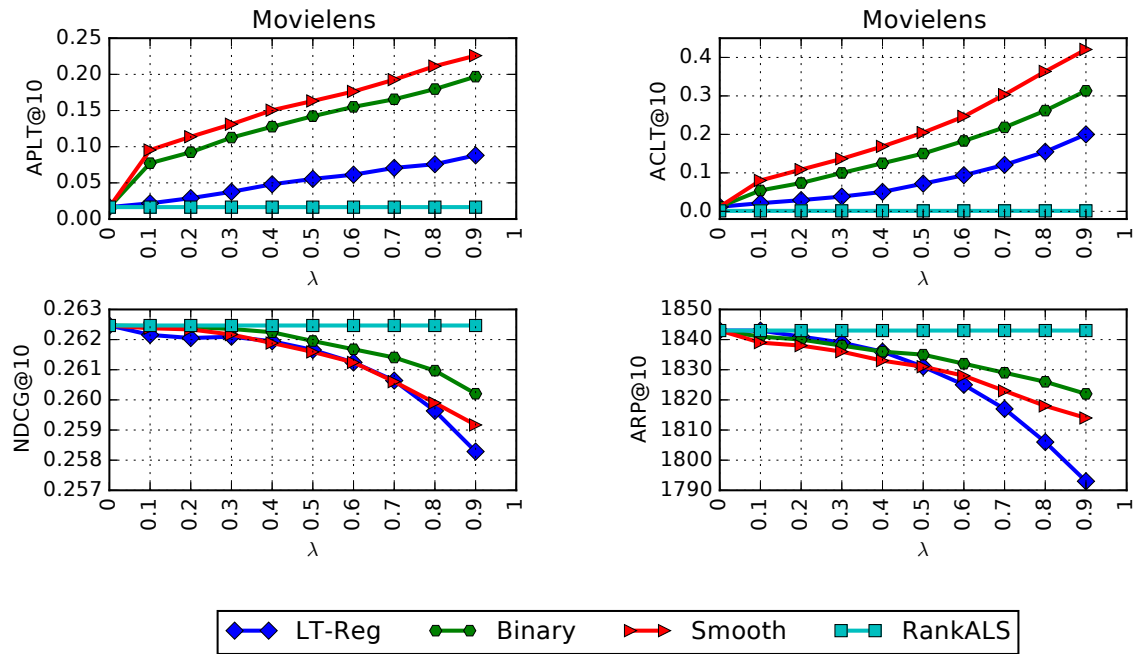 Movielens
APLT@10
0.25
0.20
0.15
0.10
0.05
0.00
0 0.1 0.2 0.3 0.4 0.5 0.6 0.7 0.8 0.9 1
λ
Movielens
ACLT@10
0.4
0.3
0.2
0.1
0.0
0 0.1 0.2 0.3 0.4 0.5 0.6 0.7 0.8 0.9 1
λ
NDCG@10
0.263
0.262
0.261
0.260
0.259
0.258
0.257
0 0.1 0.2 0.3 0.4 0.5 0.6 0.7 0.8 0.9 1
λ
ARP@10
1850
1840
1830
1820
1810
1800
1790
0 0.1 0.2 0.3 0.4 0.5 0.6 0.7 0.8 0.9 1
λ
LT-Reg Binary Smooth RankALS